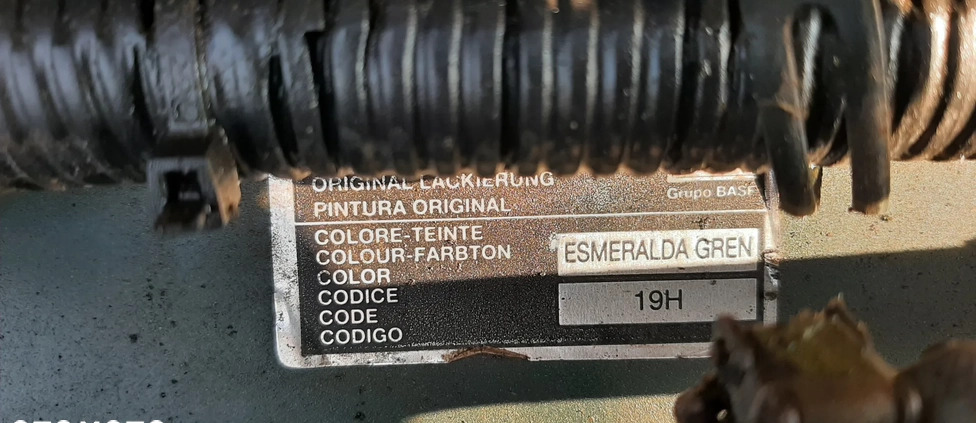 ORIGINAL LACKIERUNG
Grupo BASF
PINTURA ORIGINAL
COLORE-TEINTE
COLOUR-FARBTON
COLOR
ESMERALDA GREN
CODICE
CODE
CODIGO
19H